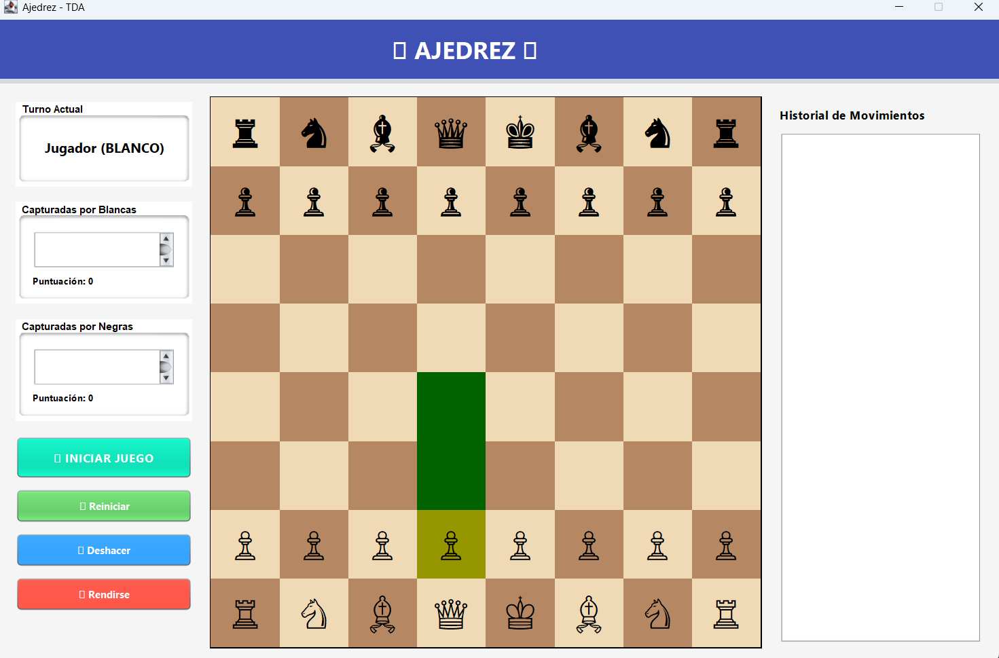 Ajedrez - TDA
▯ AJEDREZ ▯
Turno Actual
Jugador (BLANCO)
Capturadas por Blancas
Puntuación: 0
Capturadas por Negras
Puntuación: 0
▯ INICIAR JUEGO
▯ Reiniciar
▯ Deshacer
▯ Rendirse
Historial de Movimientos